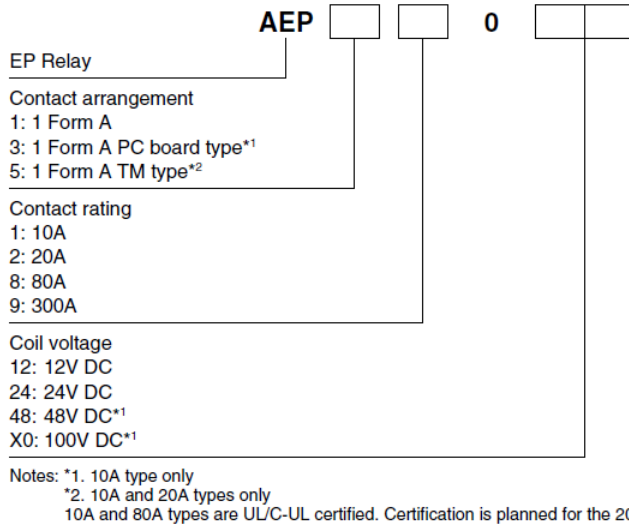 AEP 0
EP Relay
Contact arrangement
1: 1 Form A
3: 1 Form A PC board type*1
5: 1 Form A TM type*2
Contact rating
1: 10A
2: 20A
8: 80A
9: 300A
Coil voltage
12: 12V DC
24: 24V DC
48: 48V DC*1
X0: 100V DC*1
Notes: *1. 10A type only
*2. 10A and 20A types only
10A and 80A types are UL/C-UL certified. Certification is planned for the